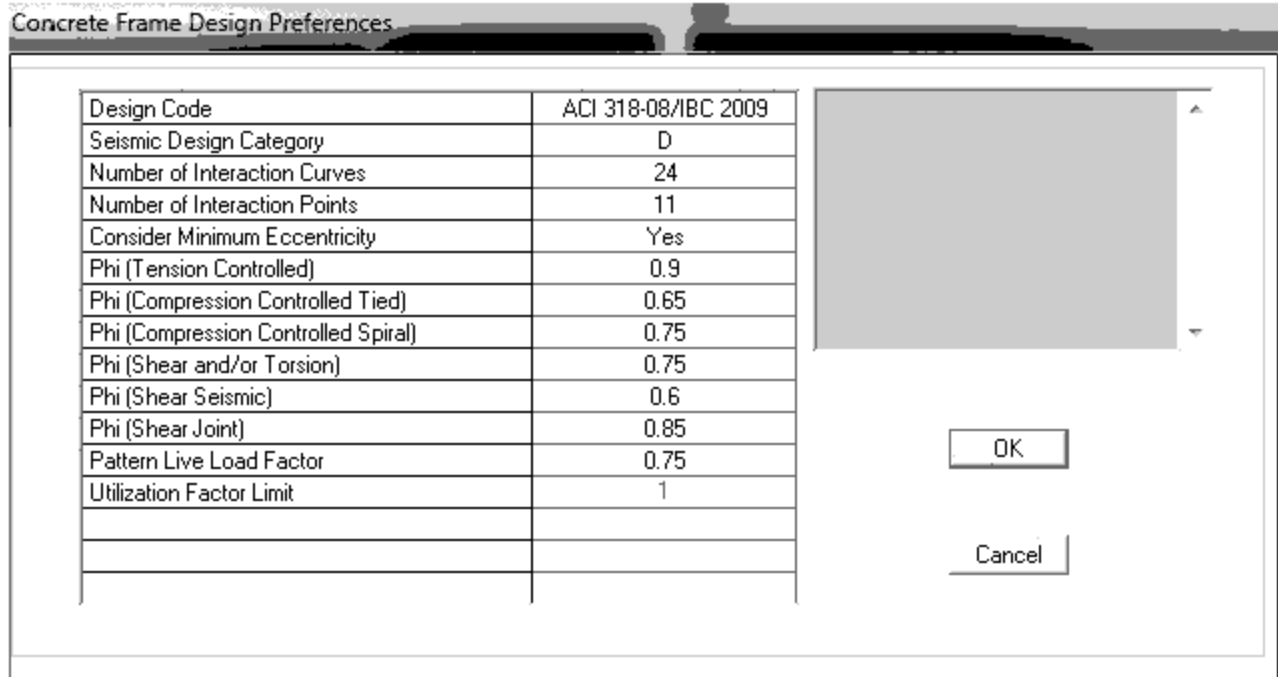 Concrete Frame Design Preferences
Design Code ACI 318-08/IBC 2009
Seismic Design Category D
Number of Interaction Curves 24
Number of Interaction Points 11
Consider Minimum Eccentricity Yes
Phi (Tension Controlled) 0.9
Phi (Compression Controlled Tied) 0.65
Phi (Compression Controlled Spiral) 0.75
Phi (Shear and/or Torsion) 0.75
Phi (Shear Seismic) 0.6
Phi (Shear Joint) 0.85
Pattern Live Load Factor 0.75
Utilization Factor Limit 1
OK
Cancel